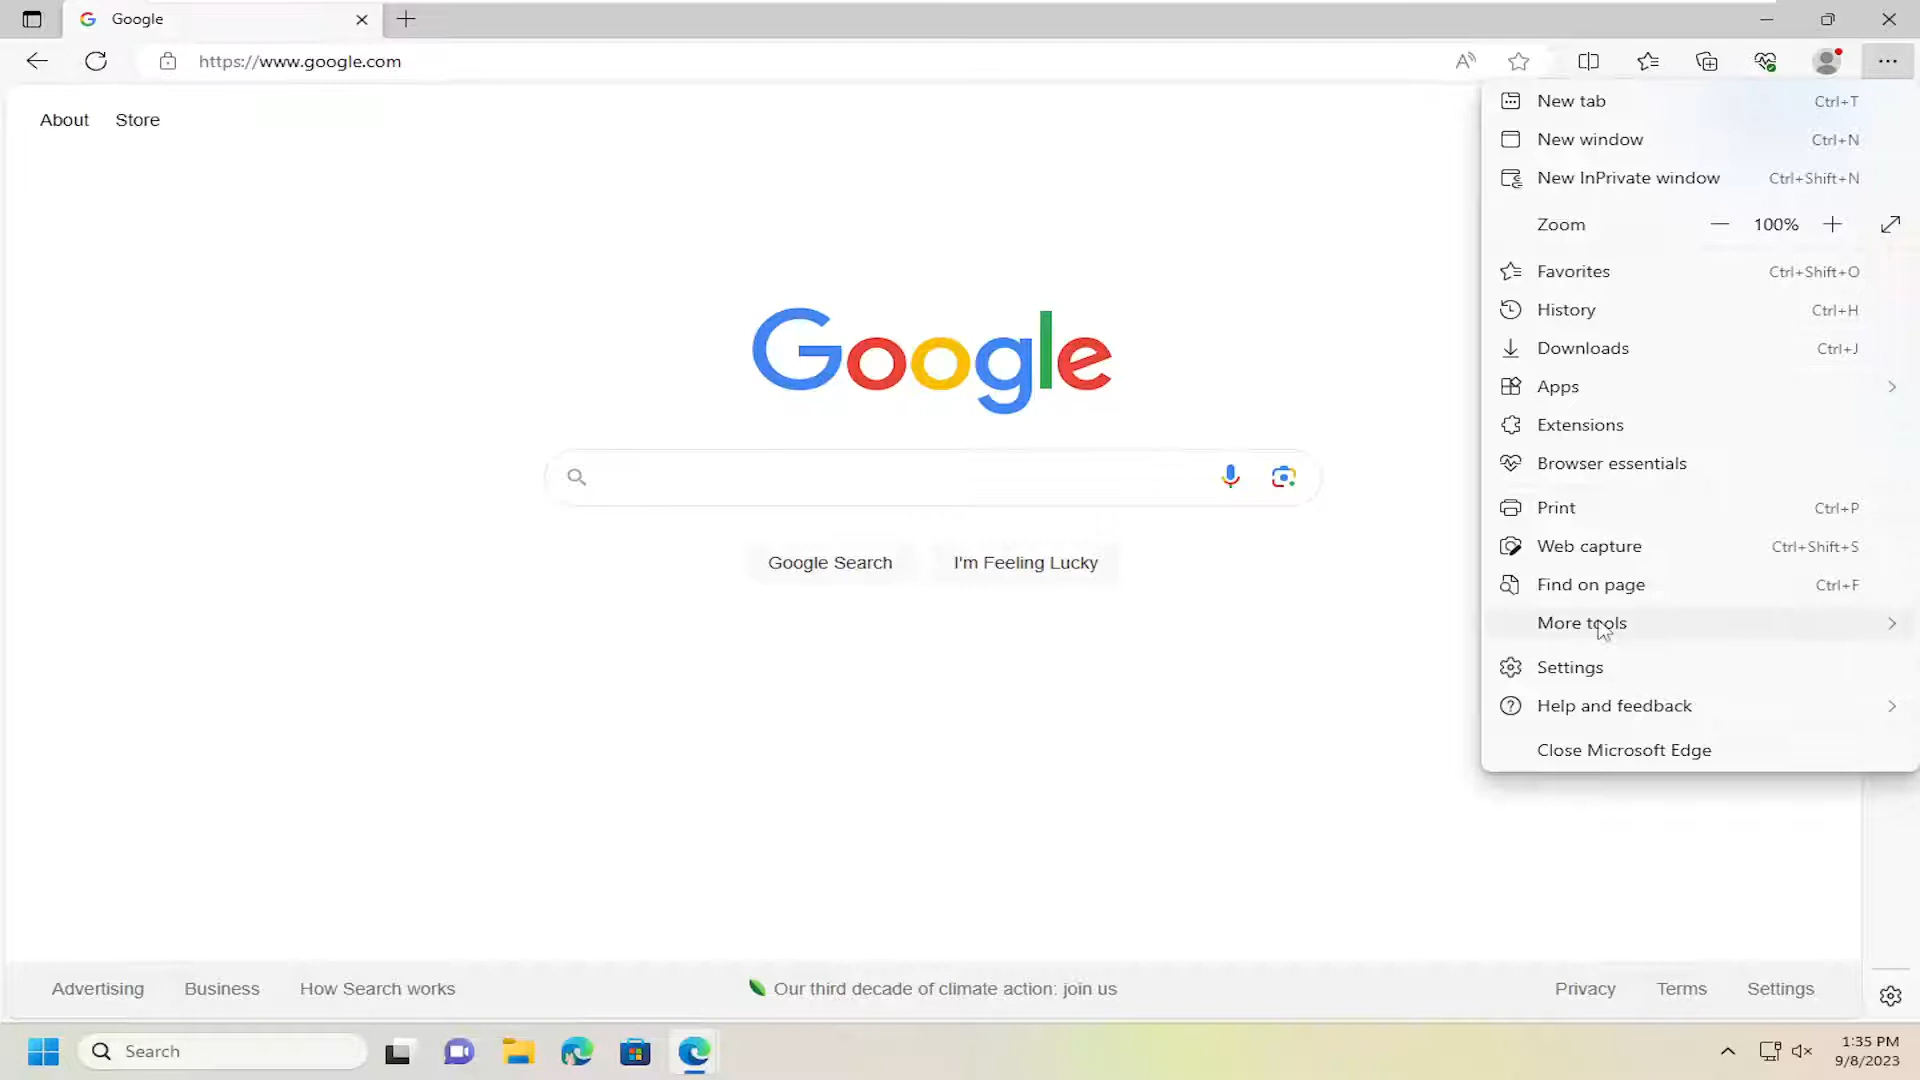 Google
https://www.google.com
About Store
New tab Ctrl+T
New window Ctrl+N
New InPrivate window Ctrl+Shift+N
Zoom 100%
Favorites Ctrl+Shift+O
History Ctrl+H
Downloads Ctrl+J
Apps
Extensions
Browser essentials
Print Ctrl+P
Web capture Ctrl+Shift+S
Find on page Ctrl+F
More tools
Settings
Help and feedback
Close Microsoft Edge
Google
Google Search I'm Feeling Lucky
Advertising Business How Search works Our third decade of climate action: join us Privacy Terms Settings
Search
1:35 PM
9/8/2023